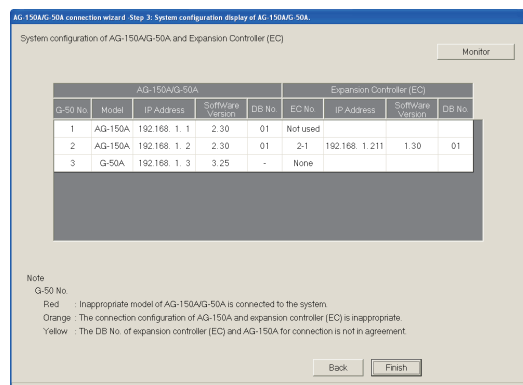 AG-150A/G-50A connection wizard -Step 3: System configuration display of AG-150A/G-50A.
System configuration of AG-150A/G-50A and Expansion Controller (EC)
Monitor
AG-150A/G-50A Expansion Controller (EC)
G-50 No. Model IP Address SoftWare Version DB No. EC No. IP Address SoftWare Version DB No.
1 AG-150A 192.168. 1. 1 2.30 01 Not used
2 AG-150A 192.168. 1. 2 2.30 01 2-1 192.168. 1.211 1.30 01
3 G-50A 192.168. 1. 3 3.25 - None
Note
G-50 No.
Red : Inappropriate model of AG-150A/G-50A is connected to the system.
Orange : The connection configuration of AG-150A and expansion controller (EC) is inappropriate.
Yellow : The DB No. of expansion controller (EC) and AG-150A for connection is not in agreement.
Back Finish